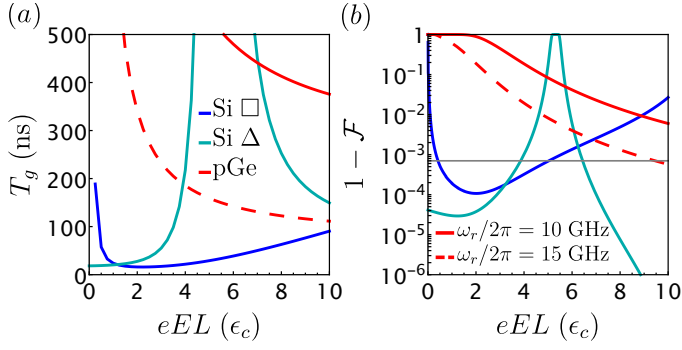 (a)
500
400
300
200
100
0
T_g (ns)
Si □
Si Δ
pGe
0 2 4 6 8 10
eEL (ϵ_c)
(b)
1
10^-1
10^-2
10^-3
10^-4
10^-5
10^-6
1 − ℱ
ω_r/2π = 10 GHz
ω_r/2π = 15 GHz
0 2 4 6 8 10
eEL (ϵ_c)